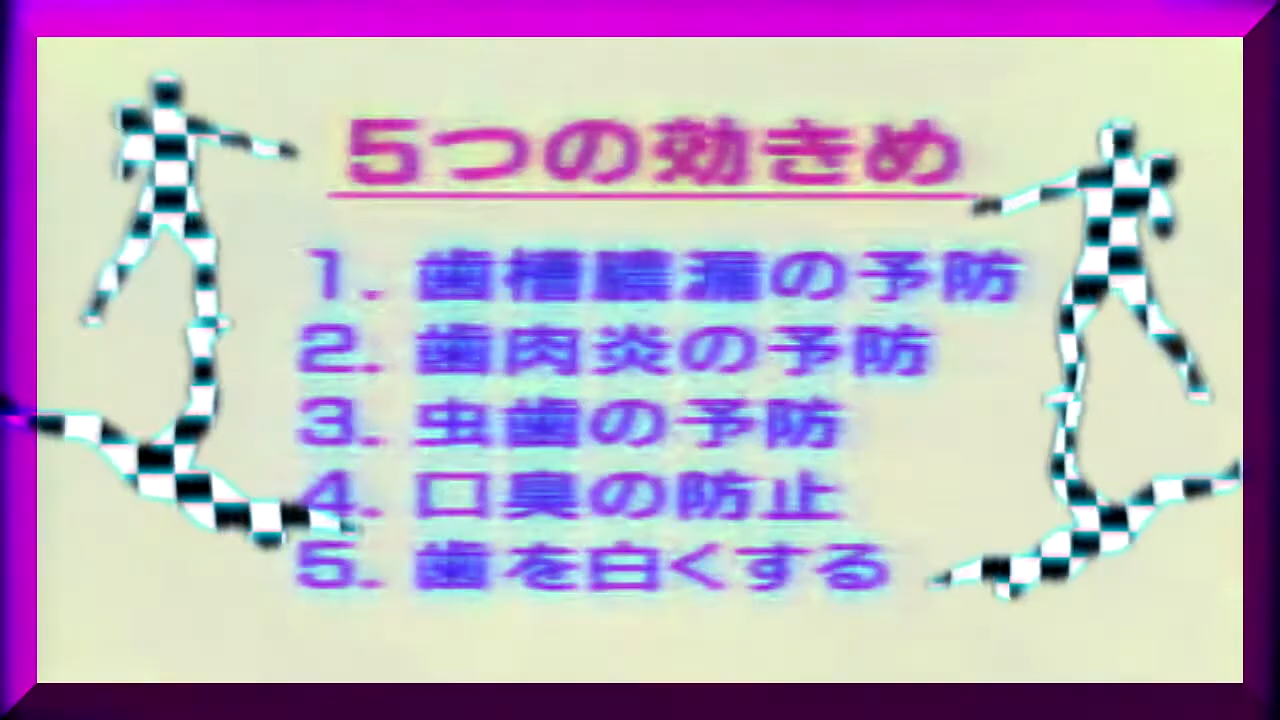 5つの効きめ
1. 歯槽膿漏の予防
2. 歯肉炎の予防
3. 虫歯の予防
4. 口臭の防止
5. 歯を白くする